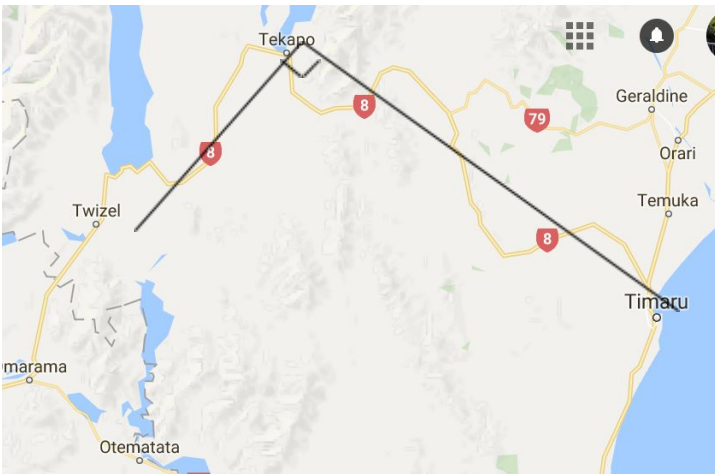 Tekapo
8
Geraldine
79
Orari
8
Temuka
Twizel
8
Timaru
marama
Otematata